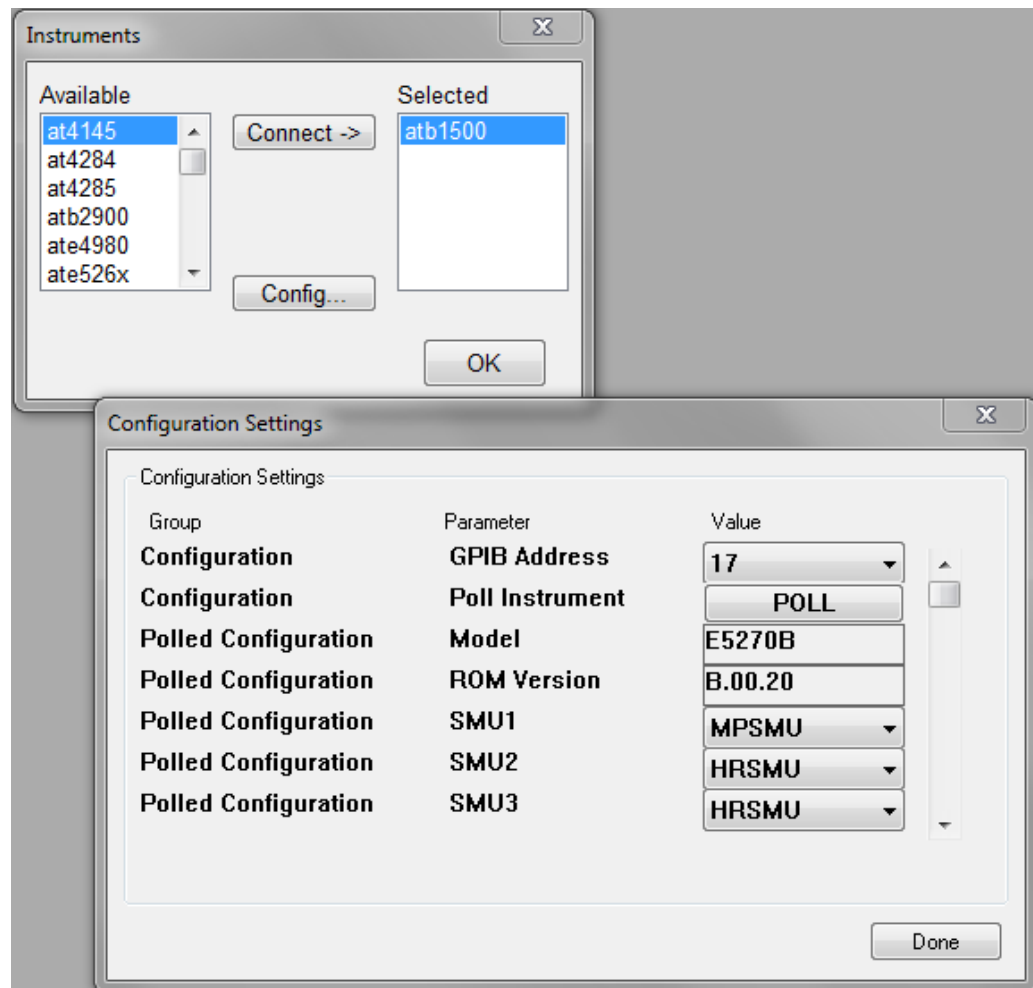 Instruments
Available Selected
at4145 Connect -> atb1500
at4284
at4285
atb2900
ate4980
ate526x
Config...
OK
Configuration Settings
Configuration Settings
Group Parameter Value
Configuration GPIB Address 17
Configuration Poll Instrument POLL
Polled Configuration Model E5270B
Polled Configuration ROM Version B.00.20
Polled Configuration SMU1 MPSMU
Polled Configuration SMU2 HRSMU
Polled Configuration SMU3 HRSMU
Done